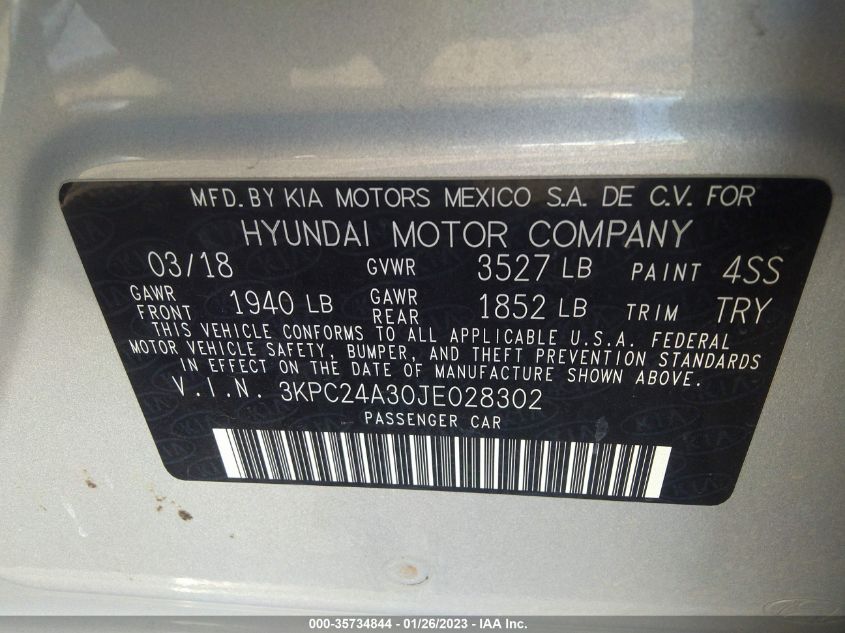 MFD. BY KIA MOTORS MEXICO S.A. DE C.V. FOR
HYUNDAI MOTOR COMPANY
03/18 GVWR 3527 LB PAINT 4SS
GAWR FRONT 1940 LB GAWR REAR 1852 LB TRIM TRY
THIS VEHICLE CONFORMS TO ALL APPLICABLE U.S.A. FEDERAL
MOTOR VEHICLE SAFETY, BUMPER, AND THEFT PREVENTION STANDARDS
IN EFFECT ON THE DATE OF MANUFACTURE SHOWN ABOVE.
V.I.N. 3KPC24A30JE028302
PASSENGER CAR
000-35734844 - 01/26/2023 - IAA Inc.